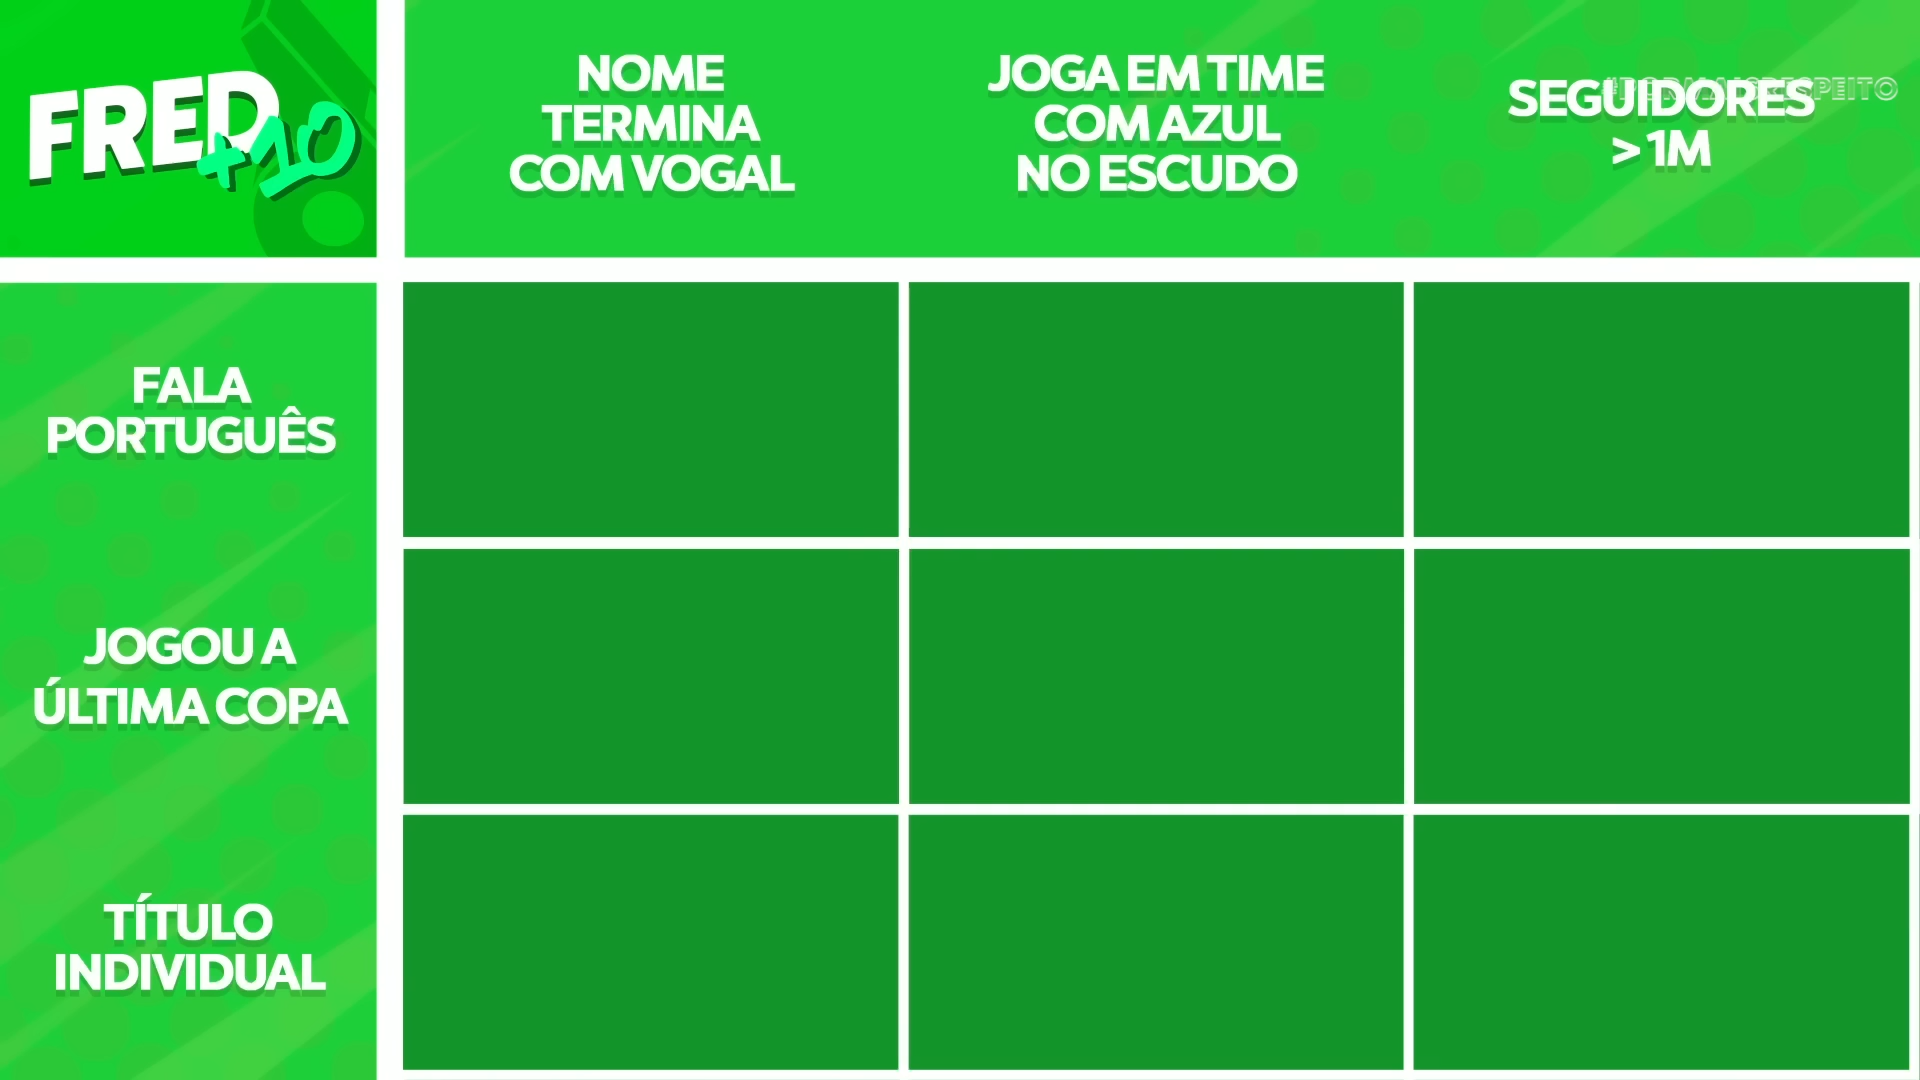 FRED
+10
NOME
TERMINA
COM VOGAL
JOGA EM TIME
COM AZUL
NO ESCUDO
SEGUIDORES
> 1M
FALA
PORTUGUÊS
JOGOU A
ÚLTIMA COPA
TÍTULO
INDIVIDUAL